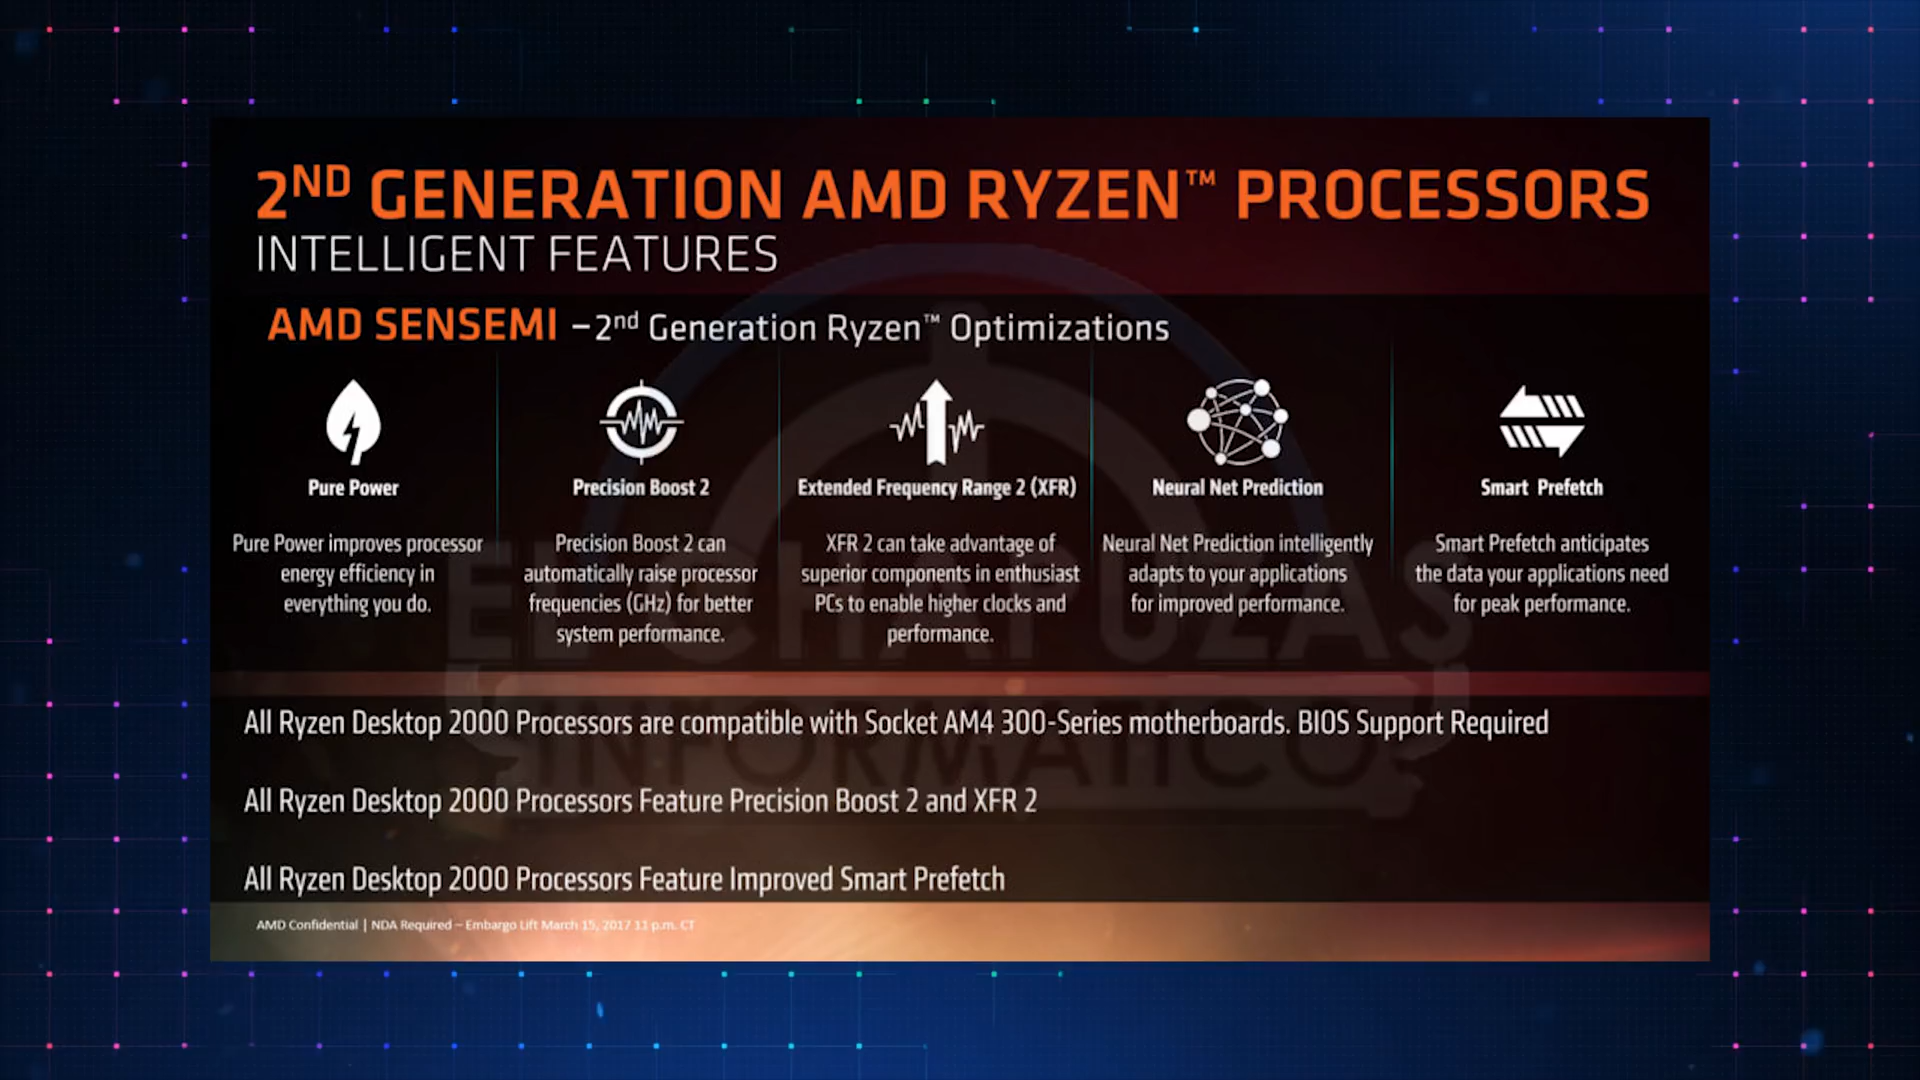 2ND GENERATION AMD RYZEN™ PROCESSORS
INTELLIGENT FEATURES
AMD SENSEMI – 2nd Generation Ryzen™ Optimizations
Pure Power
Pure Power improves processor
energy efficiency in
everything you do.
Precision Boost 2
Precision Boost 2 can
automatically raise processor
frequencies (GHz) for better
system performance.
Extended Frequency Range 2 (XFR)
XFR 2 can take advantage of
superior components in enthusiast
PCs to enable higher clocks and
performance.
Neural Net Prediction
Neural Net Prediction intelligently
adapts to your applications
for improved performance.
Smart Prefetch
Smart Prefetch anticipates
the data your applications need
for peak performance.
EL CHAPUZAS
INFORMÁTICO
All Ryzen Desktop 2000 Processors are compatible with Socket AM4 300-Series motherboards. BIOS Support Required
All Ryzen Desktop 2000 Processors Feature Precision Boost 2 and XFR 2
All Ryzen Desktop 2000 Processors Feature Improved Smart Prefetch
AMD Confidential | NDA Required – Embargo Lift March 15, 2017 11 p.m. CT